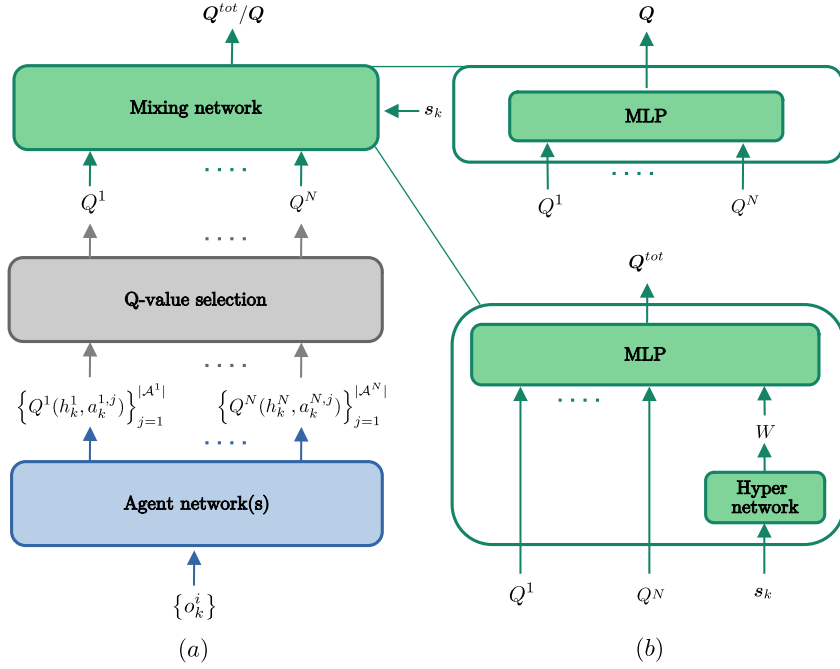 Q^{tot}/Q
Mixing network
s_k
. . . .
Q^1
Q^N
. . . .
Q-value selection
. . . .
{Q^1(h_k^1, a_k^{1,j})}_{j=1}^{|𝒜^1|}
{Q^N(h_k^N, a_k^{N,j})}_{j=1}^{|𝒜^N|}
. . . .
Agent network(s)
{o_k^i}
(a)
Q
MLP
. . . .
Q^1
Q^N
Q^{tot}
MLP
. . . .
W
Hyper
network
Q^1
Q^N
s_k
(b)